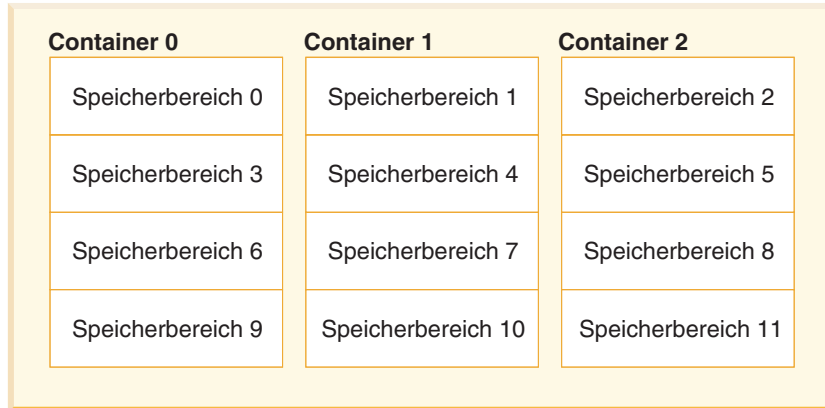 Container 0 Container 1 Container 2
Speicherbereich 0 Speicherbereich 1 Speicherbereich 2
Speicherbereich 3 Speicherbereich 4 Speicherbereich 5
Speicherbereich 6 Speicherbereich 7 Speicherbereich 8
Speicherbereich 9 Speicherbereich 10 Speicherbereich 11